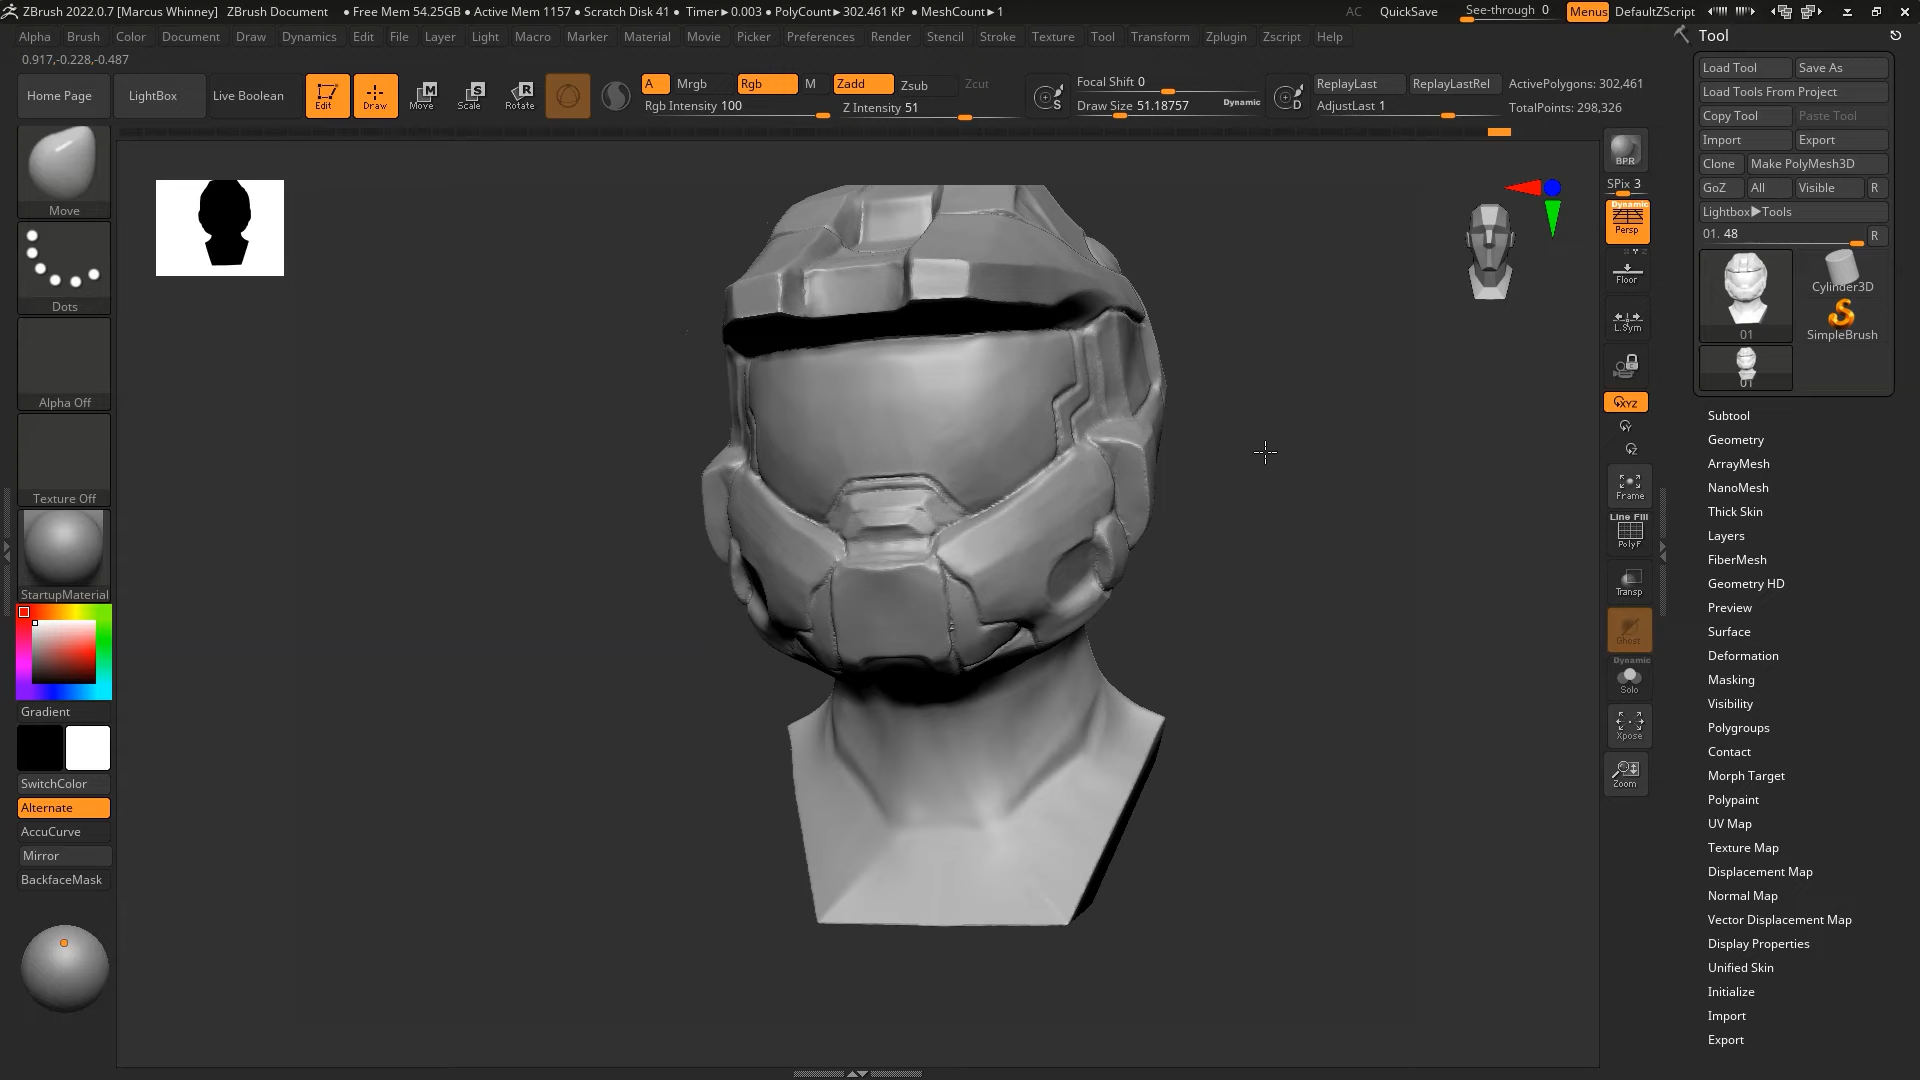 ZBrush 2022.0.7 [Marcus Whinney] ZBrush Document ● Free Mem 54.25GB ● Active Mem 1157 ● Scratch Disk 41 ● Timer►0.003 ● PolyCount►302.461 KP ● MeshCount►1 AC QuickSave See-through 0 Menus DefaultZScript
Alpha Brush Color Document Draw Dynamics Edit File Layer Light Macro Marker Material Movie Picker Preferences Render Stencil Stroke Texture Tool Transform Zplugin Zscript Help
0.917,-0.228,-0.487
Home Page LightBox Live Boolean Edit Draw Move Scale Rotate
A Mrgb Rgb M Zadd Zsub Zcut
Rgb Intensity 100 Z Intensity 51
Focal Shift 0
Draw Size 51.18757 Dynamic
ReplayLast ReplayLastRel ActivePolygons: 302,461
AdjustLast 1 TotalPoints: 298,326
Move
Dots
Alpha Off
Texture Off
StartupMaterial
Gradient
SwitchColor
Alternate
AccuCurve
Mirror
BackfaceMask
BPR
SPix 3
Dynamic
Persp
Floor
L.Sym
XYZ
Frame
Line Fill
PolyF
Transp
Ghost
Dynamic
Solo
Xpose
Zoom
Tool
Load Tool Save As
Load Tools From Project
Copy Tool Paste Tool
Import Export
Clone Make PolyMesh3D
GoZ All Visible R
Lightbox►Tools
01. 48 R
01 Cylinder3D
SimpleBrush
01
Subtool
Geometry
ArrayMesh
NanoMesh
Thick Skin
Layers
FiberMesh
Geometry HD
Preview
Surface
Deformation
Masking
Visibility
Polygroups
Contact
Morph Target
Polypaint
UV Map
Texture Map
Displacement Map
Normal Map
Vector Displacement Map
Display Properties
Unified Skin
Initialize
Import
Export